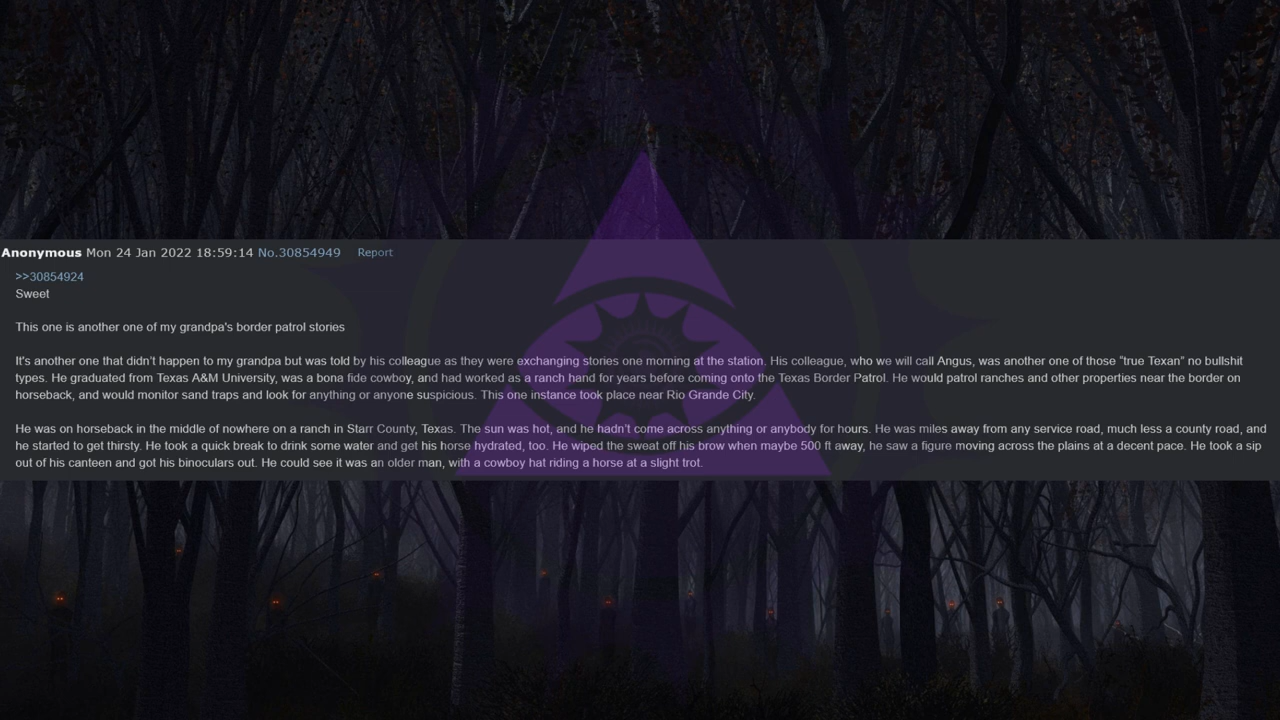 Anonymous Mon 24 Jan 2022 18:59:14 No.30854949 Report
>>30854924
Sweet
This one is another one of my grandpa's border patrol stories
It's another one that didn't happen to my grandpa but was told by his colleague as they were exchanging stories one morning at the station. His colleague, who we will call Angus, was another one of those "true Texan" no bullshit
types. He graduated from Texas A&M University, was a bona fide cowboy, and had worked as a ranch hand for years before coming onto the Texas Border Patrol. He would patrol ranches and other properties near the border on
horseback, and would monitor sand traps and look for anything or anyone suspicious. This one instance took place near Rio Grande City.
He was on horseback in the middle of nowhere on a ranch in Starr County, Texas. The sun was hot, and he hadn't come across anything or anybody for hours. He was miles away from any service road, much less a county road, and
he started to get thirsty. He took a quick break to drink some water and get his horse hydrated, too. He wiped the sweat off his brow when maybe 500 ft away, he saw a figure moving across the plains at a decent pace. He took a sip
out of his canteen and got his binoculars out. He could see it was an older man, with a cowboy hat riding a horse at a slight trot.